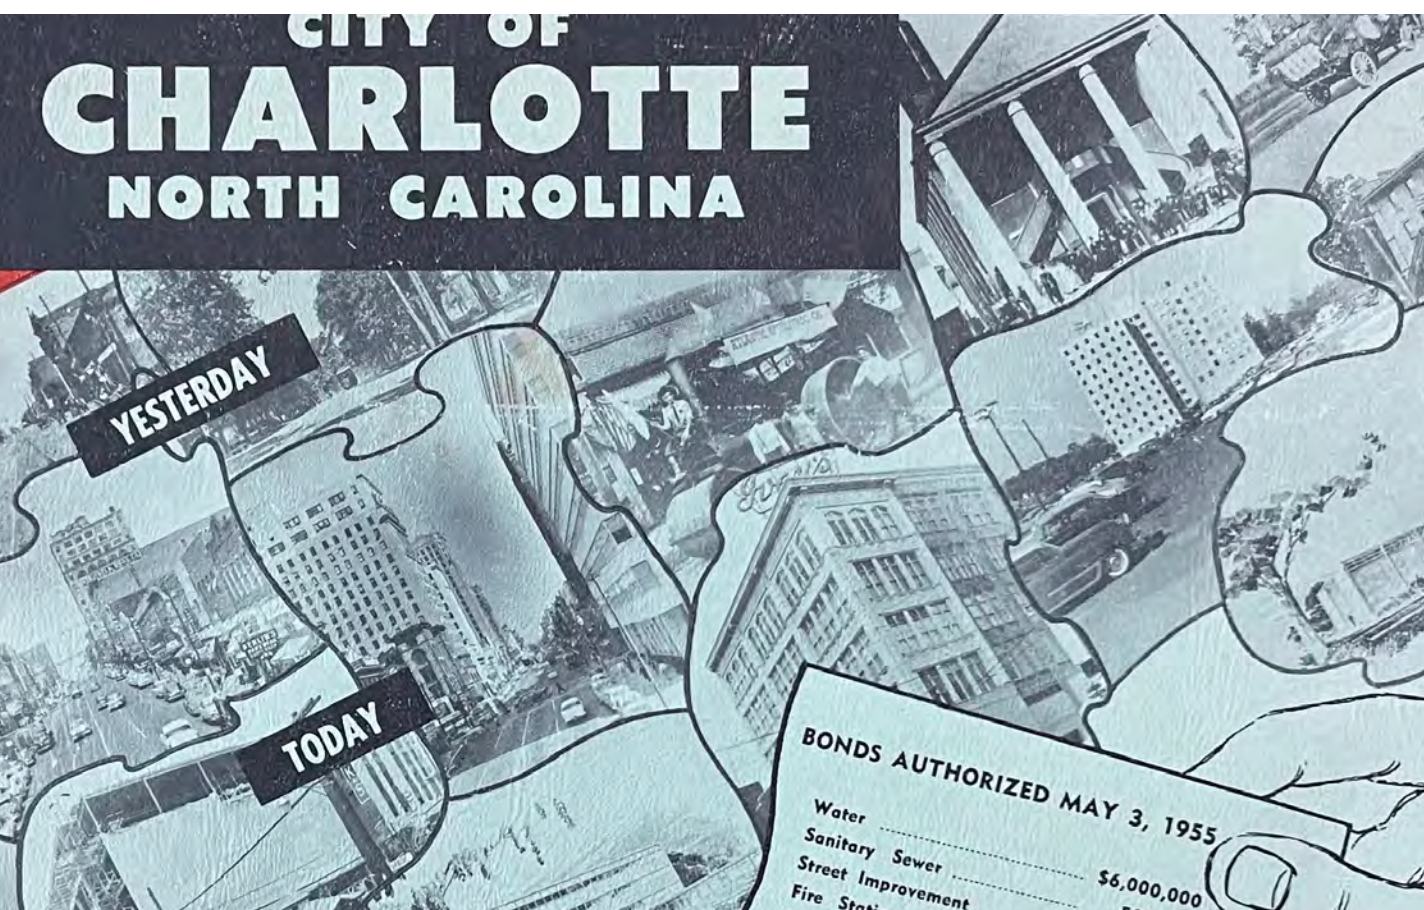 CITY OF
CHARLOTTE
NORTH CAROLINA
YESTERDAY
TODAY
BONDS AUTHORIZED MAY 3, 1955
Water ........................ $6,000,000
Sanitary Sewer ....................
Street Improvement ....................
Fire